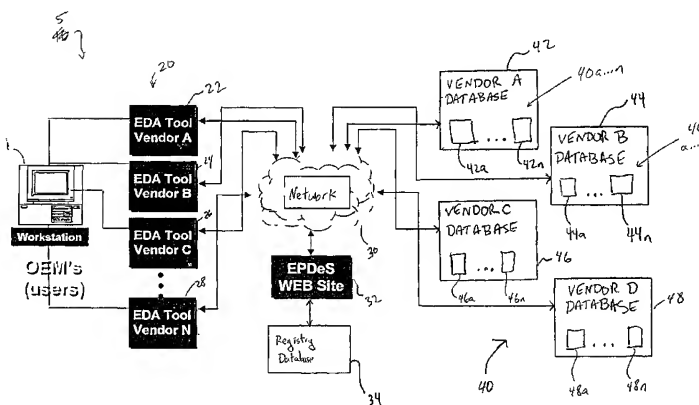 5
20
22
EDA Tool
Vendor A
24
EDA Tool
Vendor B
26
EDA Tool
Vendor C
28
EDA Tool
Vendor N
1
Workstation
OEM's
(users)
Network
30
EPDeS
WEB Site
32
Registry
Database
34
42
VENDOR A
DATABASE
42a ... 42n
40a...n
44
VENDOR B
DATABASE
44a ... 44n
40
a...
VENDOR C
DATABASE
46
46a ... 46n
VENDOR D
DATABASE
48
48a ... 48n
40